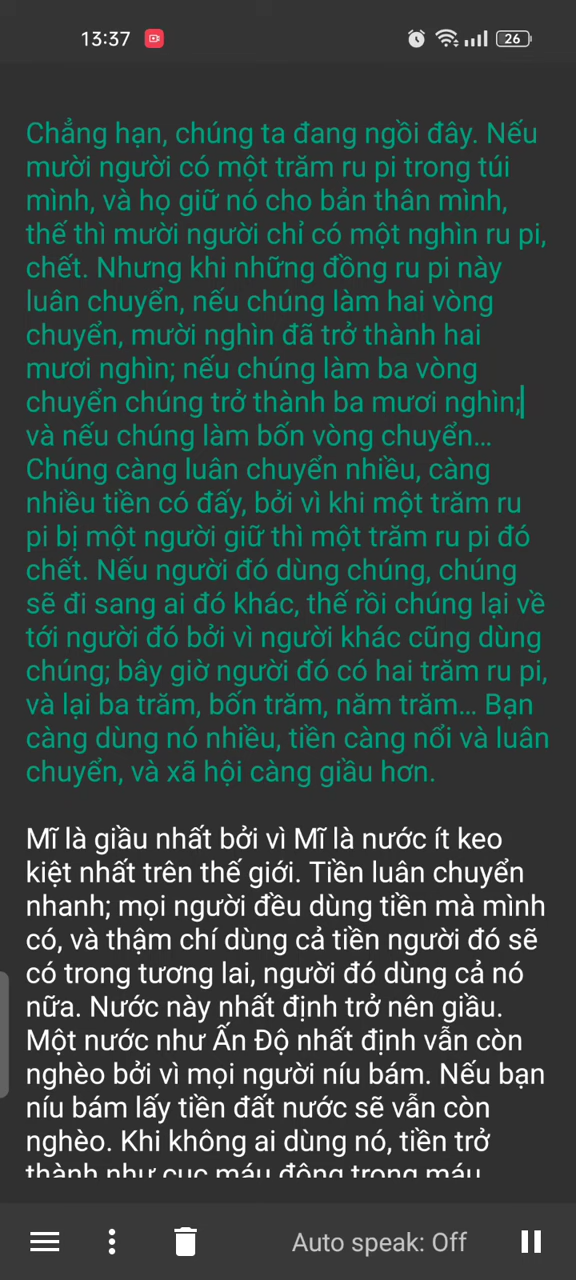 13:37
26
Chẳng hạn, chúng ta đang ngồi đây. Nếu
mười người có một trăm ru pi trong túi
mình, và họ giữ nó cho bản thân mình,
thế thì mười người chỉ có một nghìn ru pi,
chết. Nhưng khi những đồng ru pi này
luân chuyển, nếu chúng làm hai vòng
chuyển, mười nghìn đã trở thành hai
mươi nghìn; nếu chúng làm ba vòng
chuyển chúng trở thành ba mươi nghìn;
và nếu chúng làm bốn vòng chuyển...
Chúng càng luân chuyển nhiều, càng
nhiều tiền có đấy, bởi vì khi một trăm ru
pi bị một người giữ thì một trăm ru pi đó
chết. Nếu người đó dùng chúng, chúng
sẽ đi sang ai đó khác, thế rồi chúng lại về
tới người đó bởi vì người khác cũng dùng
chúng; bây giờ người đó có hai trăm ru pi,
và lại ba trăm, bốn trăm, năm trăm... Bạn
càng dùng nó nhiều, tiền càng nổi và luân
chuyển, và xã hội càng giầu hơn.
Mĩ là giầu nhất bởi vì Mĩ là nước ít keo
kiệt nhất trên thế giới. Tiền luân chuyển
nhanh; mọi người đều dùng tiền mà mình
có, và thậm chí dùng cả tiền người đó sẽ
có trong tương lai, người đó dùng cả nó
nữa. Nước này nhất định trở nên giầu.
Một nước như Ấn Độ nhất định vẫn còn
nghèo bởi vì mọi người níu bám. Nếu bạn
níu bám lấy tiền đất nước sẽ vẫn còn
nghèo. Khi không ai dùng nó, tiền trở
thành như cục máu đông trong máu
Auto speak: Off